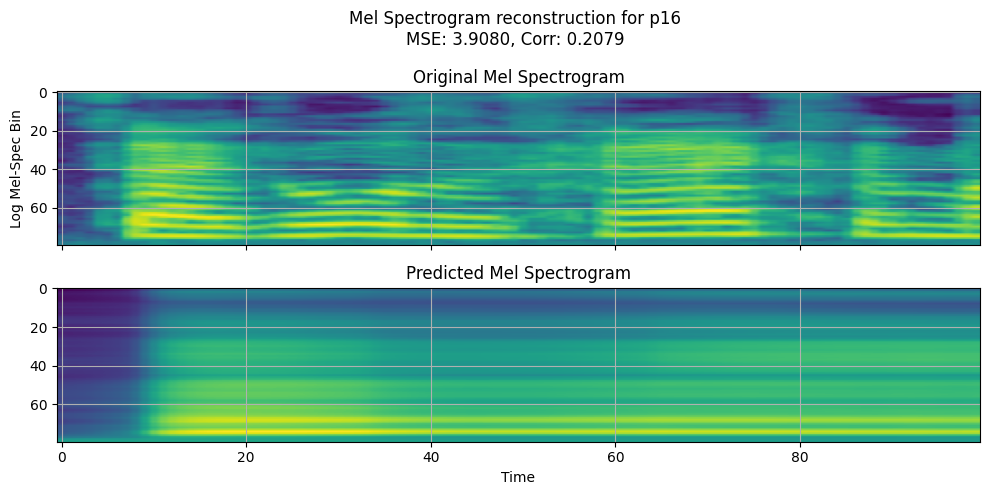 Mel Spectrogram reconstruction for p16
MSE: 3.9080, Corr: 0.2079
Original Mel Spectrogram
Log Mel-Spec Bin
0
20
40
60
Predicted Mel Spectrogram
0
20
40
60
0 20 40 60 80
Time